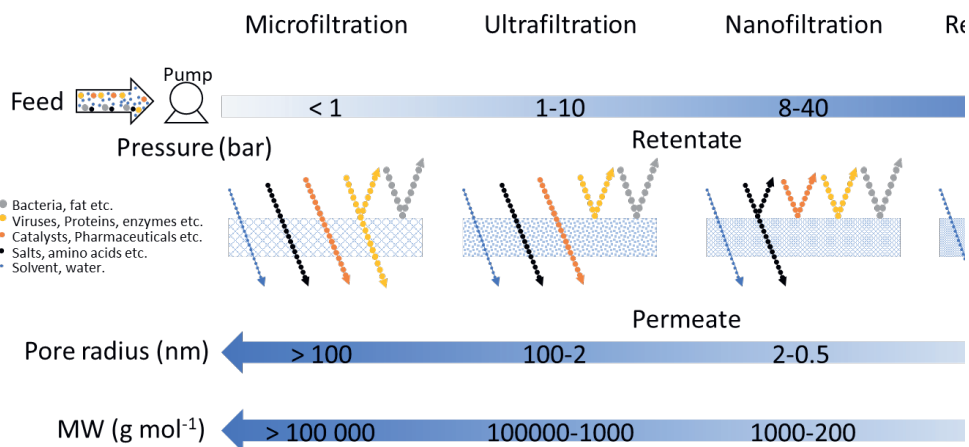 Microfiltration Ultrafiltration Nanofiltration Re
Pump
Feed < 1 1-10 8-40
Pressure (bar) Retentate
Bacteria, fat etc.
Viruses, Proteins, enzymes etc.
Catalysts, Pharmaceuticals etc.
Salts, amino acids etc.
Solvent, water.
Permeate
Pore radius (nm) > 100 100-2 2-0.5
MW (g mol⁻¹) > 100 000 100000-1000 1000-200